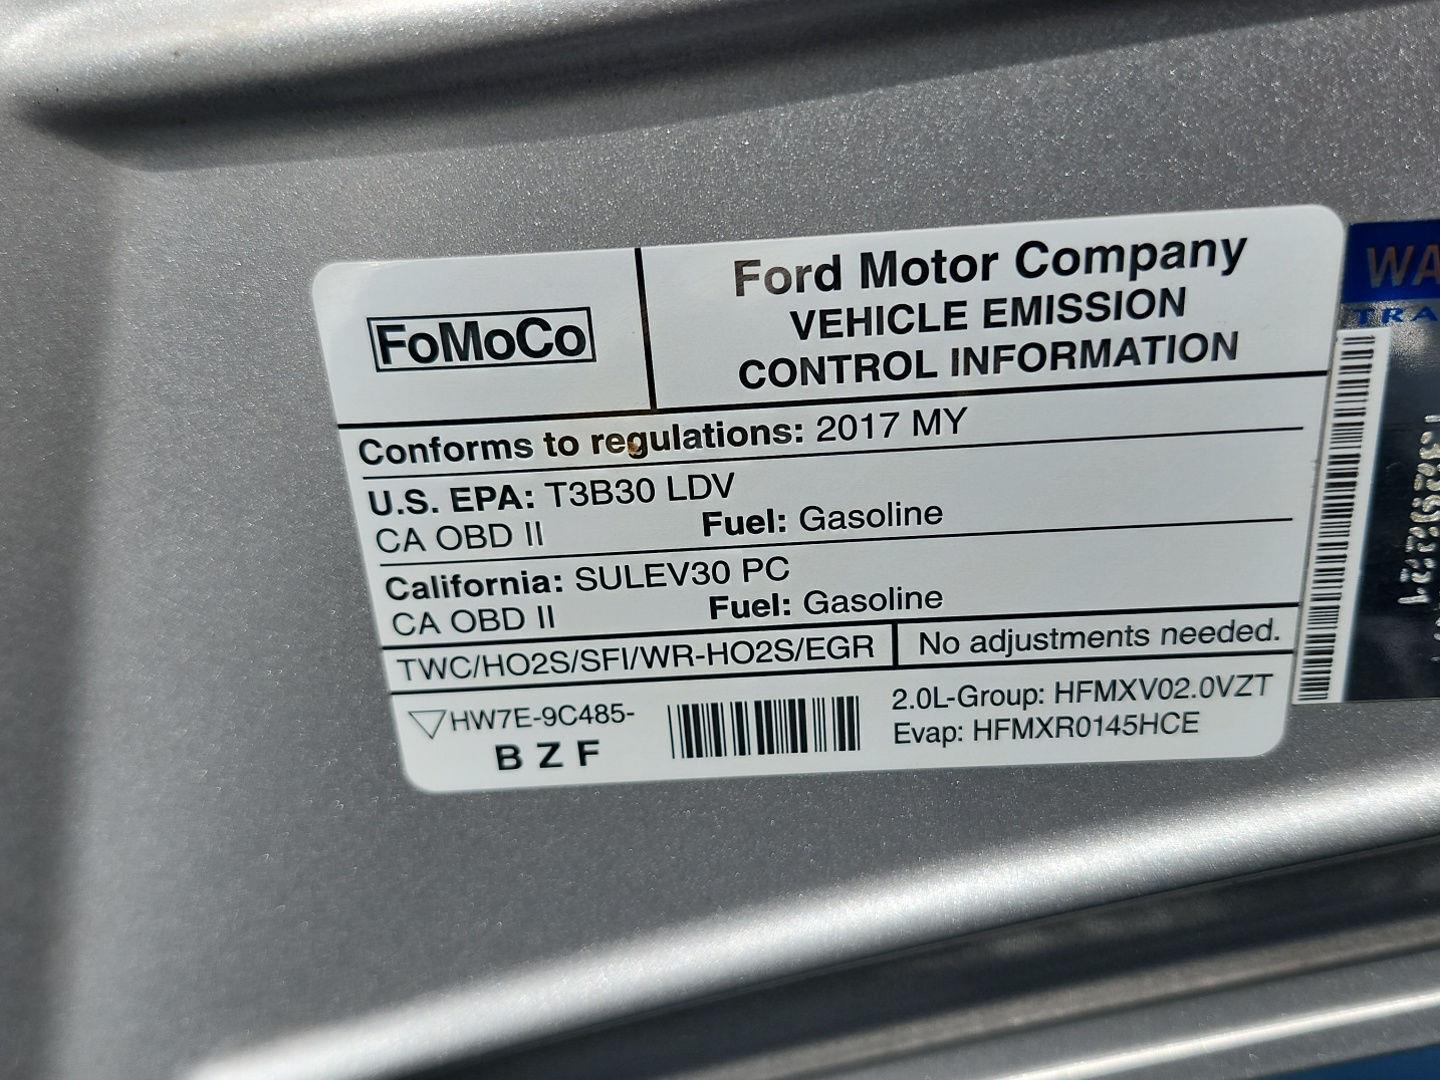 FoMoCo
Ford Motor Company
VEHICLE EMISSION
CONTROL INFORMATION
Conforms to regulations: 2017 MY
U.S. EPA: T3B30 LDV
CA OBD II Fuel: Gasoline
California: SULEV30 PC
CA OBD II Fuel: Gasoline
TWC/HO2S/SFI/WR-HO2S/EGR No adjustments needed.
HW7E-9C485-
B Z F
2.0L-Group: HFMXV02.0VZT
Evap: HFMXR0145HCE
WA
TRA